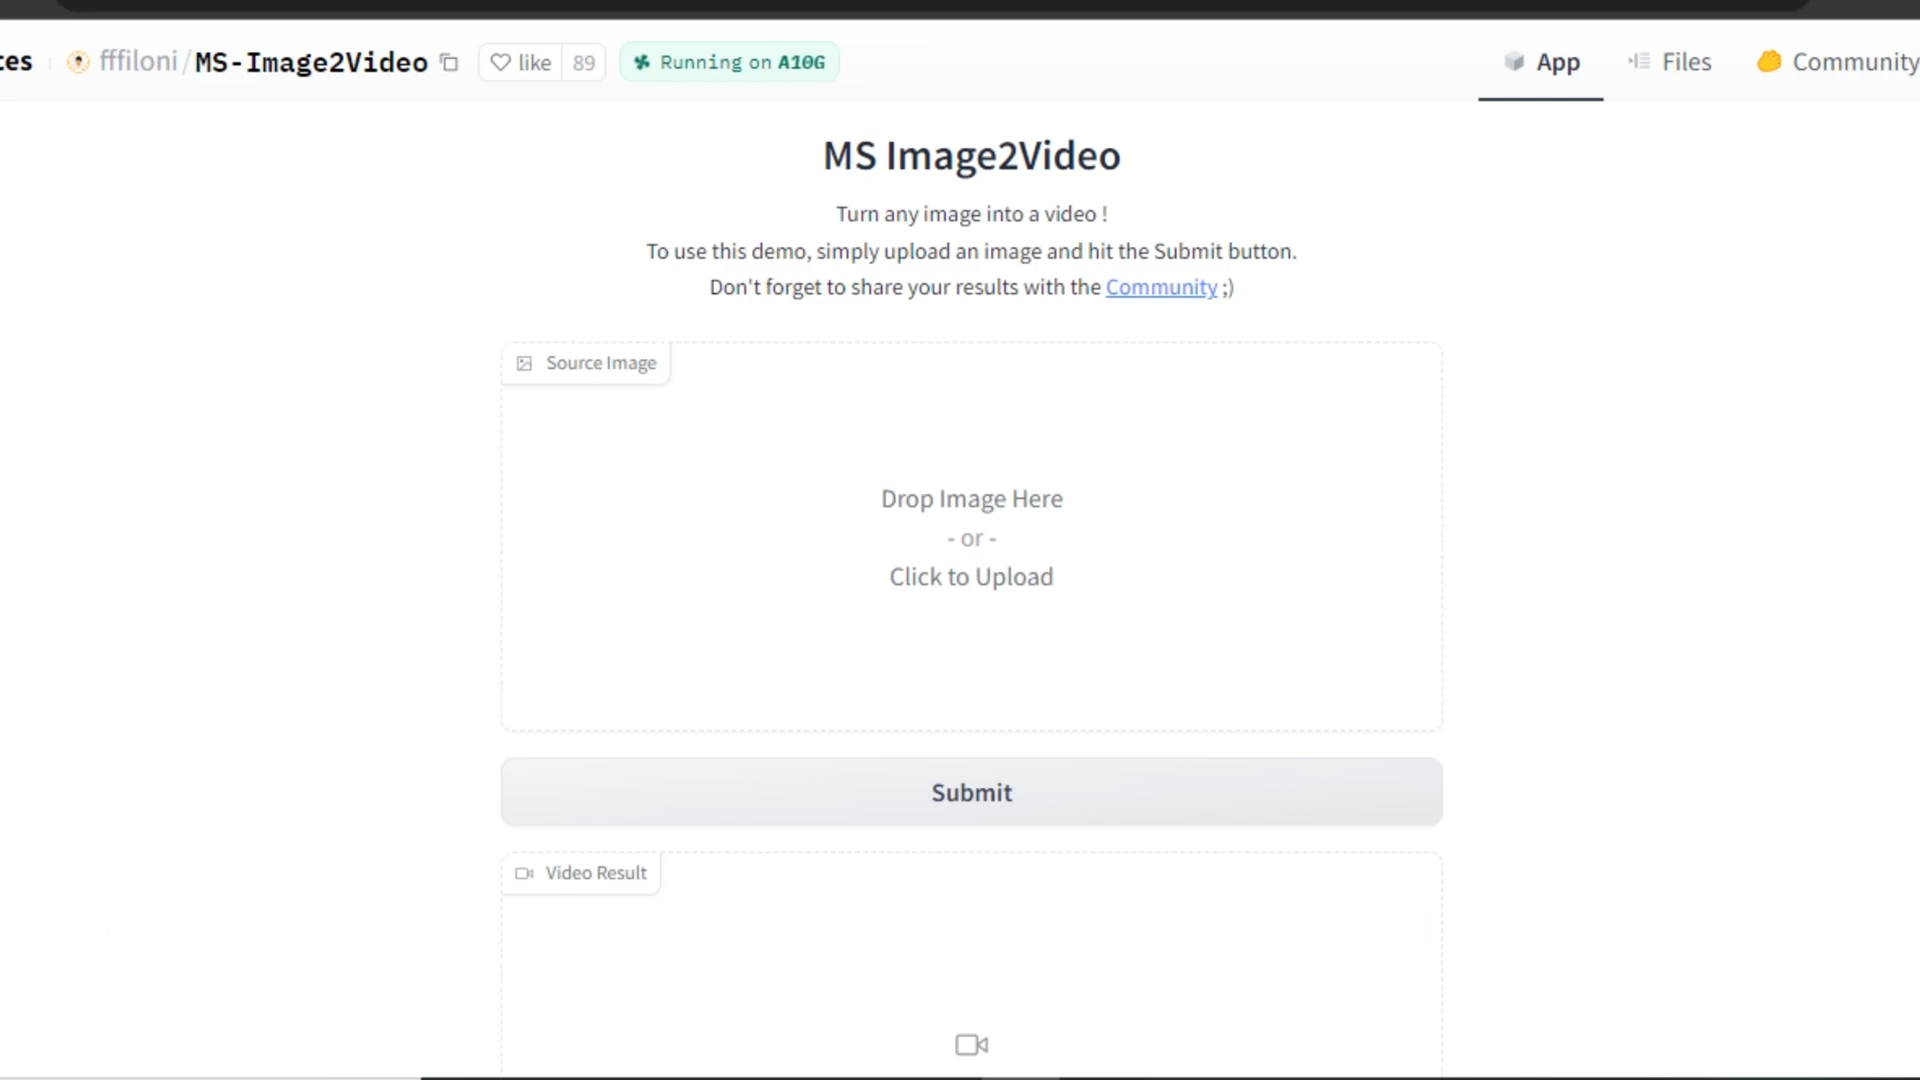 ces fffiloni/MS-Image2Video like 89 Running on A10G App Files Community
MS Image2Video
Turn any image into a video !
To use this demo, simply upload an image and hit the Submit button.
Don't forget to share your results with the Community ;)
Source Image
Drop Image Here
- or -
Click to Upload
Submit
Video Result